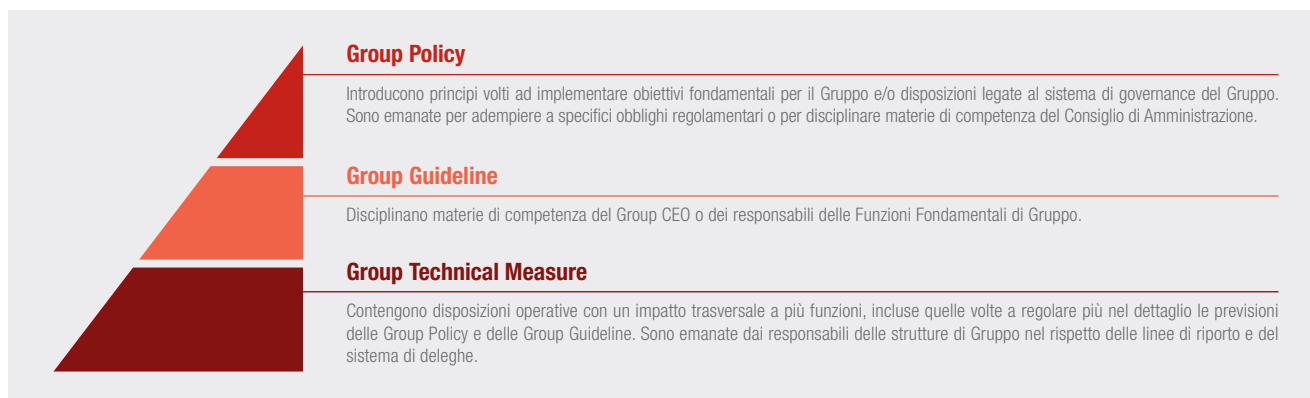 Group Policy
Introducono principi volti ad implementare obiettivi fondamentali per il Gruppo e/o disposizioni legate al sistema di governance del Gruppo.
Sono emanate per adempiere a specifici obblighi regolamentari o per disciplinare materie di competenza del Consiglio di Amministrazione.
Group Guideline
Disciplinano materie di competenza del Group CEO o dei responsabili delle Funzioni Fondamentali di Gruppo.
Group Technical Measure
Contengono disposizioni operative con un impatto trasversale a più funzioni, incluse quelle volte a regolare più nel dettaglio le previsioni
delle Group Policy e delle Group Guideline. Sono emanate dai responsabili delle strutture di Gruppo nel rispetto delle linee di riporto e del
sistema di deleghe.